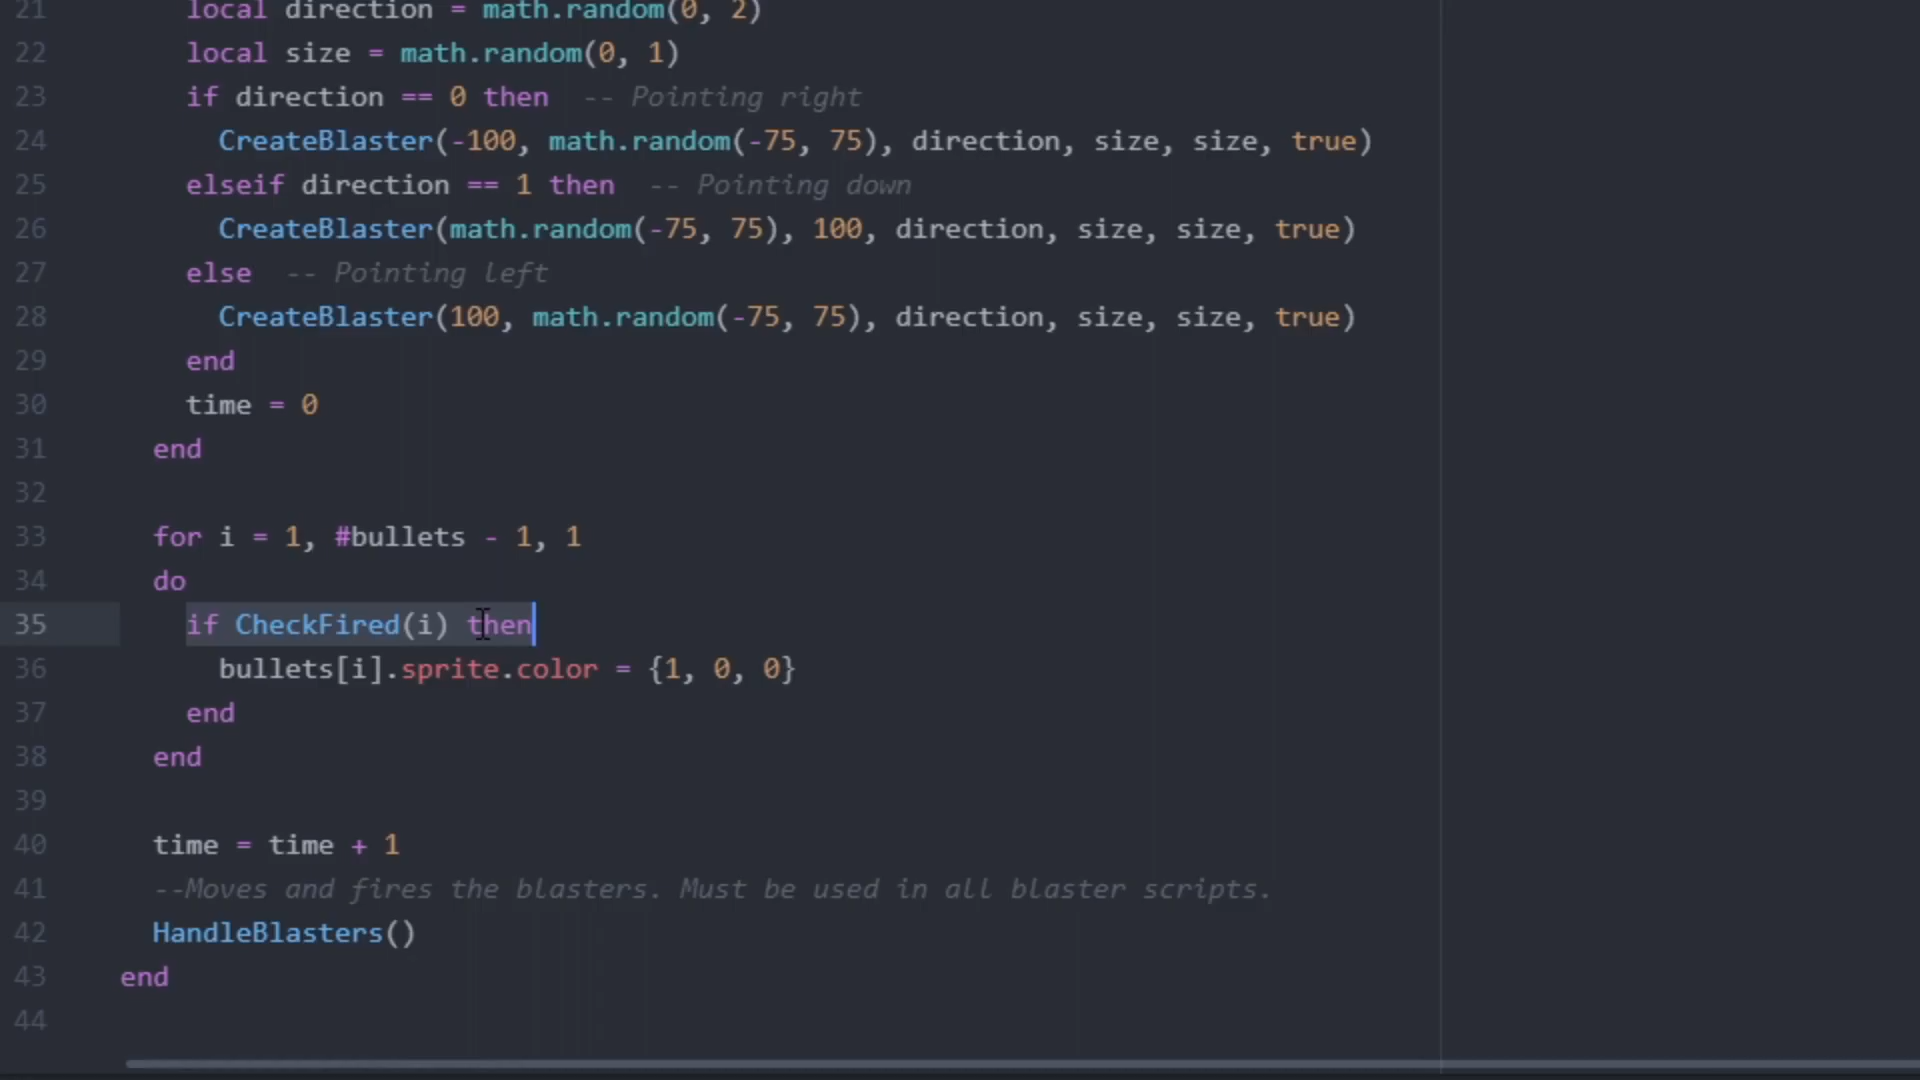 21 local direction = math.random(0, 2)
22 local size = math.random(0, 1)
23 if direction == 0 then -- Pointing right
24 CreateBlaster(-100, math.random(-75, 75), direction, size, size, true)
25 elseif direction == 1 then -- Pointing down
26 CreateBlaster(math.random(-75, 75), 100, direction, size, size, true)
27 else -- Pointing left
28 CreateBlaster(100, math.random(-75, 75), direction, size, size, true)
29 end
30 time = 0
31 end
32
33 for i = 1, #bullets - 1, 1
34 do
35 if CheckFired(i) then
36 bullets[i].sprite.color = {1, 0, 0}
37 end
38 end
39
40 time = time + 1
41 --Moves and fires the blasters. Must be used in all blaster scripts.
42 HandleBlasters()
43 end
44